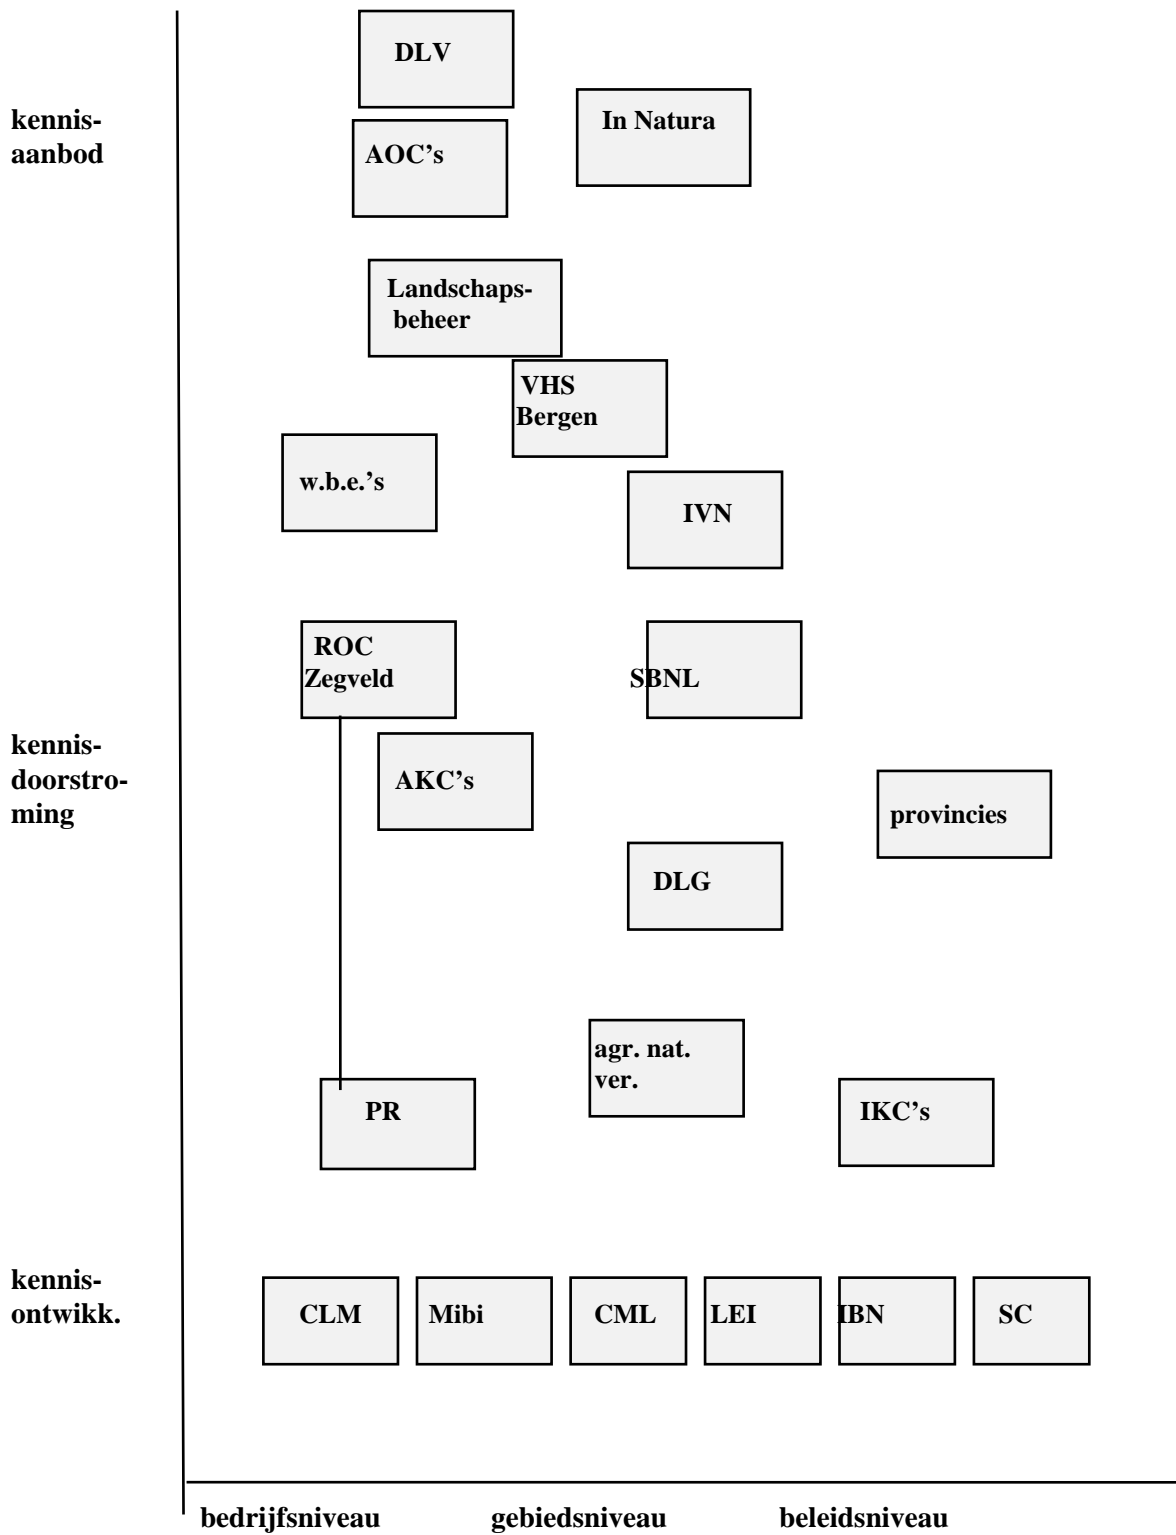 DLV
In Natura
kennis-
aanbod
AOC's
Landschaps-
beheer
VHS
Bergen
w.b.e.'s
IVN
ROC
Zegveld
SBNL
kennis-
doorstro-
ming
AKC's
provincies
DLG
agr. nat.
ver.
PR
IKC's
kennis-
ontwikk.
CLM
Mibi
CML
LEI
IBN
SC
bedrijfsniveau
gebiedsniveau
beleidsniveau